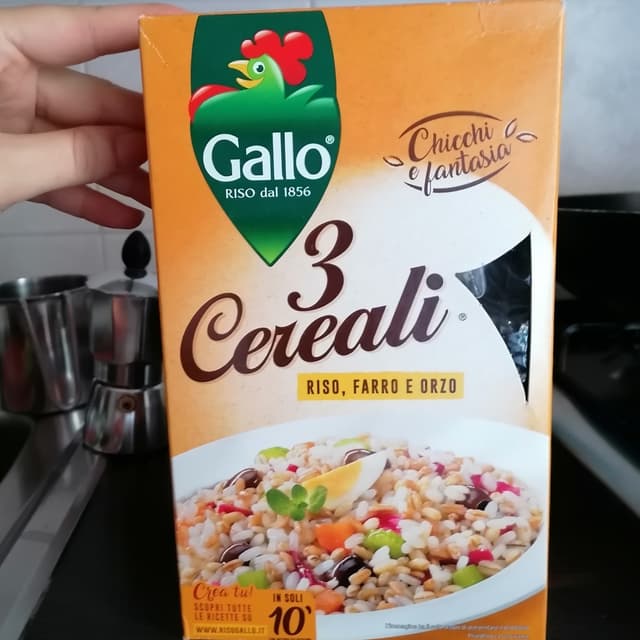 Gallo®
RISO dal 1856
Chicchi
e fantasia
3
Cereali®
RISO, FARRO E ORZO
Crea tu!
SCOPRI TUTTE
LE RICETTE SU
WWW.RISOGALLO.IT
IN SOLI
10'